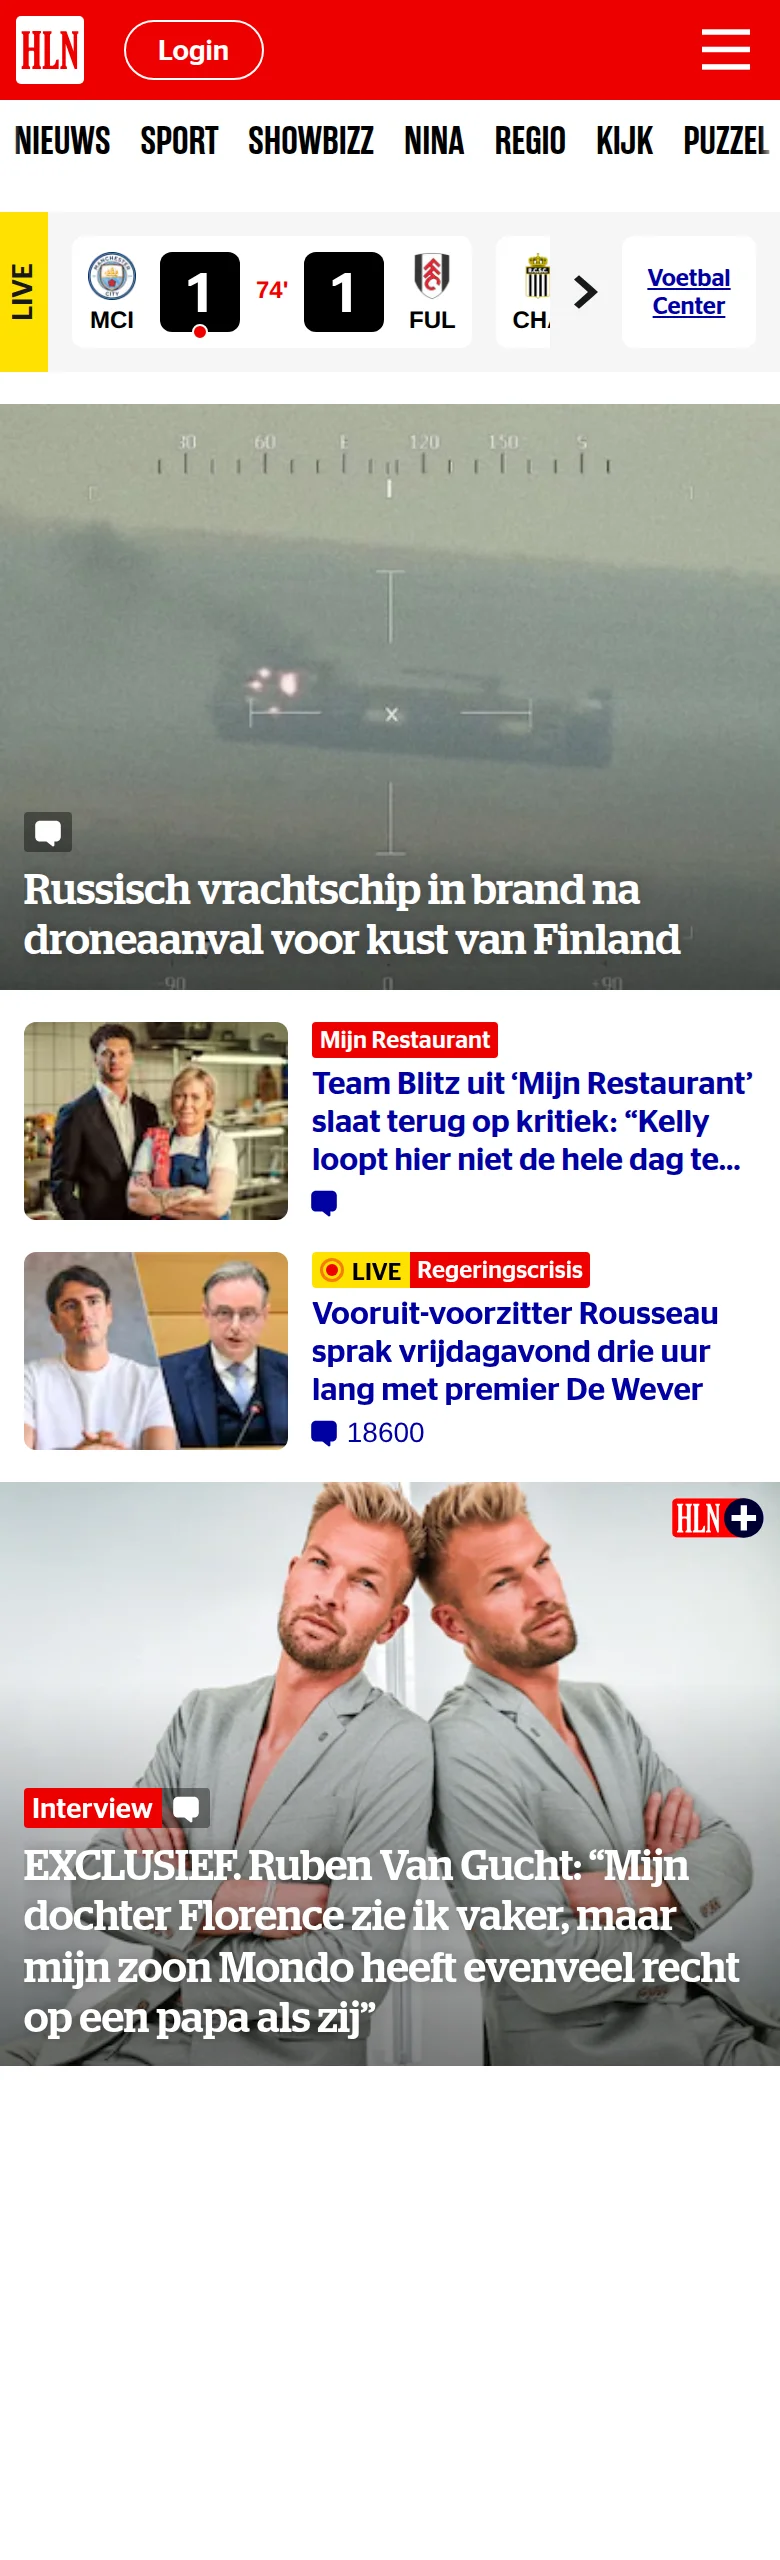 HLN
Login
NIEUWS SPORT SHOWBIZZ NINA REGIO KIJK PUZZEL
LIVE
MCI
1
74'
1
FUL
CHA
Voetbal
Center
30 60 E 120 150 S
Russisch vrachtschip in brand na
droneaanval voor kust van Finland
-90 0 +90
Mijn Restaurant
Team Blitz uit ‘Mijn Restaurant’
slaat terug op kritiek: “Kelly
loopt hier niet de hele dag te...
LIVE Regeringscrisis
Vooruit-voorzitter Rousseau
sprak vrijdagavond drie uur
lang met premier De Wever
18600
HLN+
Interview
EXCLUSIEF. Ruben Van Gucht: “Mijn
dochter Florence zie ik vaker, maar
mijn zoon Mondo heeft evenveel recht
op een papa als zij”